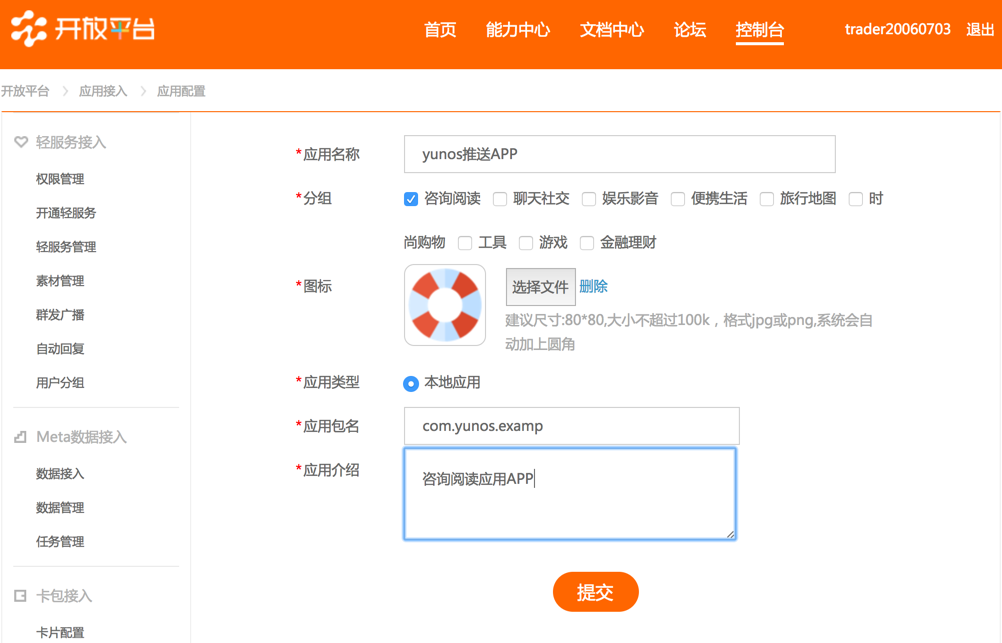 开放平台 首页 能力中心 文档中心 论坛 控制台 trader20060703 退出
开放平台 应用接入 应用配置
轻服务接入
权限管理
开通轻服务
轻服务管理
素材管理
群发广播
自动回复
用户分组
Meta数据接入
数据接入
数据管理
任务管理
卡包接入
卡片配置
*应用名称 yunos推送APP
*分组 咨询阅读 聊天社交 娱乐影音 便携生活 旅行地图 时
尚购物 工具 游戏 金融理财
*图标 选择文件 删除
建议尺寸:80*80,大小不超过100k，格式jpg或png,系统会自
动加上圆角
*应用类型 本地应用
*应用包名 com.yunos.examp
*应用介绍 咨询阅读应用APP
提交